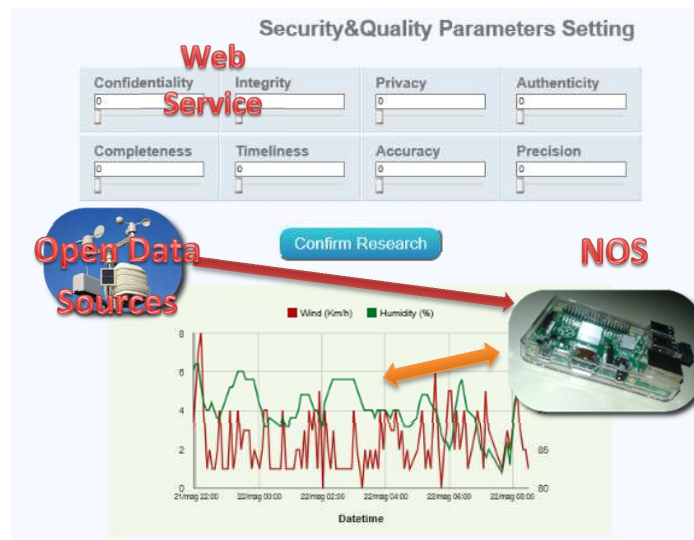 Security&Quality Parameters Setting
Web
Service
Confidentiality Integrity Privacy Authenticity
0 0 0 0
Completeness Timeliness Accuracy Precision
0 0 0 0
Open Data
Sources
Confirm Research
NOS
Wind (Km/h) Humidity (%)
8
6
4
2 85
0 80
21/mag 22:00 22/mag 00:00 22/mag 02:00 22/mag 04:00 22/mag 06:00 22/mag 08:00
Datetime